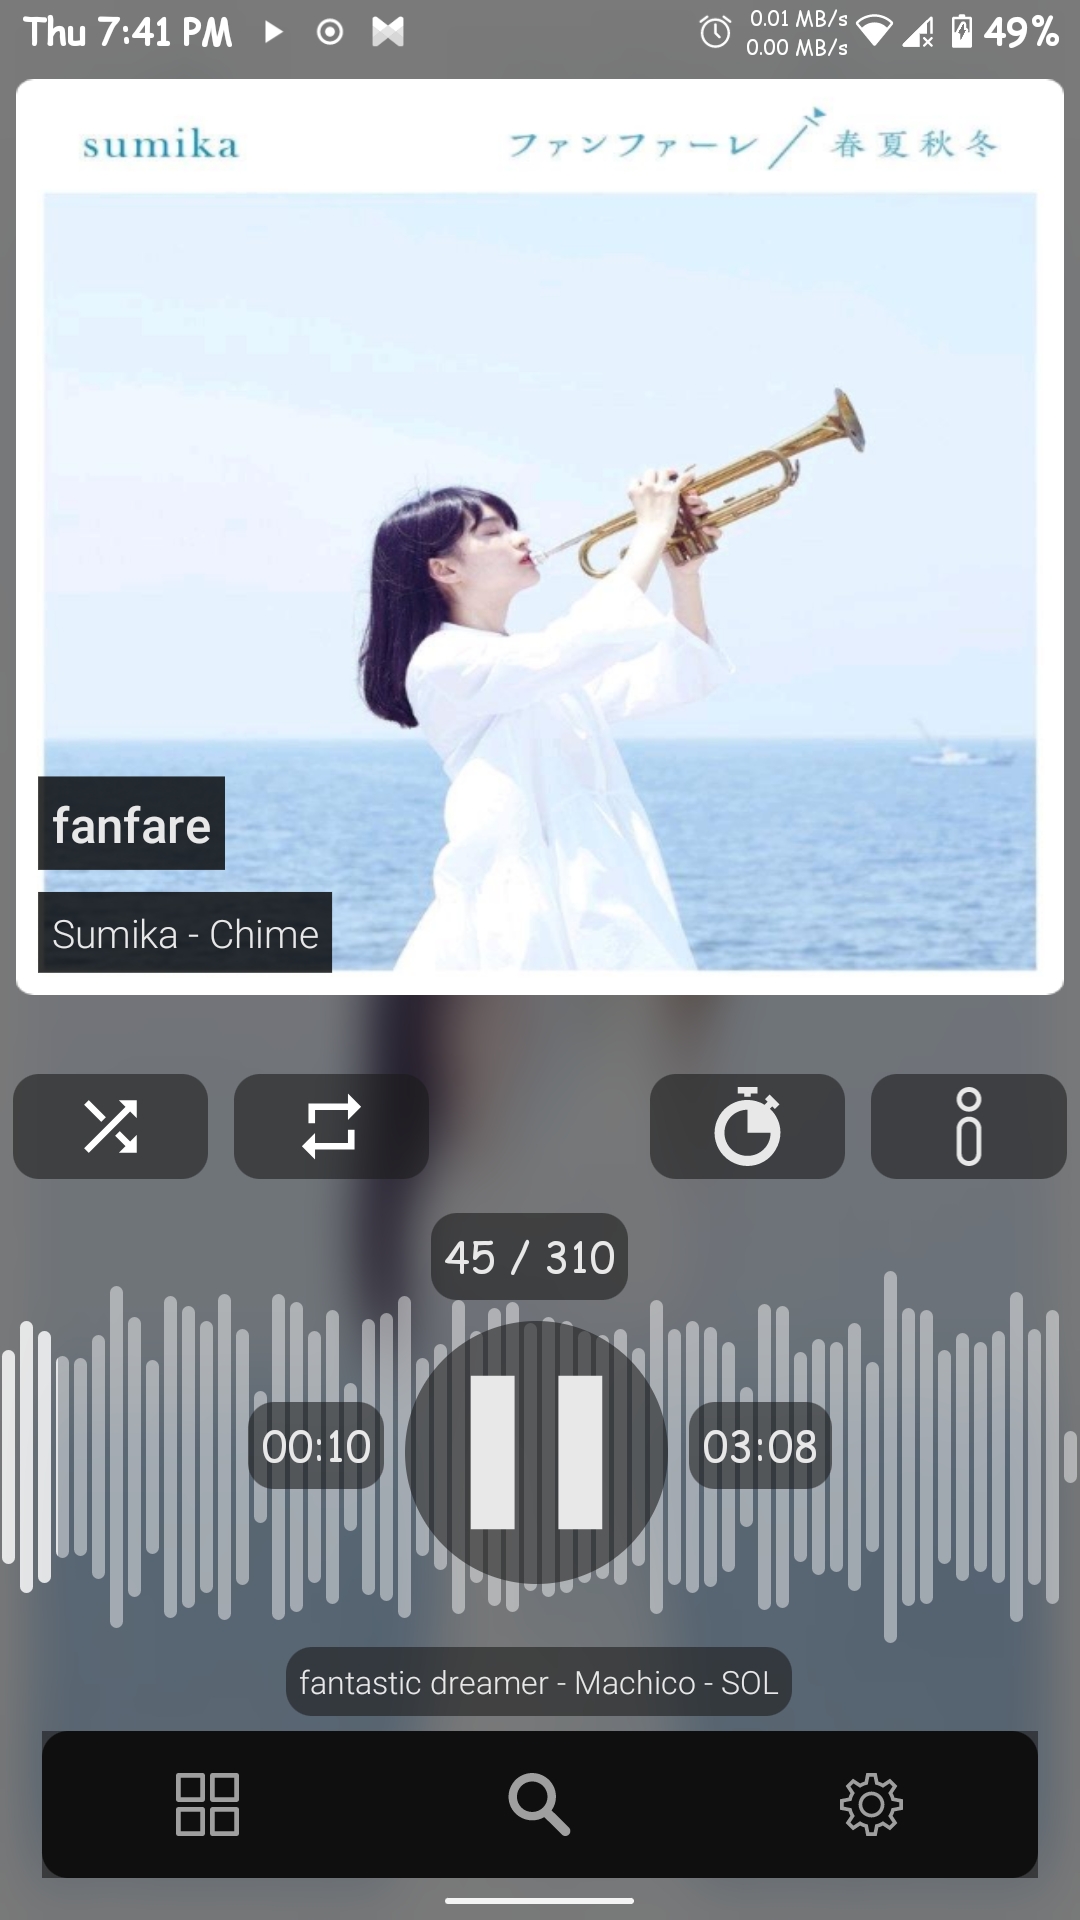 Thu 7:41 PM 0.01 MB/s 49%
0.00 MB/s
sumika ファンファーレ / 春夏秋冬
fanfare
Sumika - Chime
45 / 310
00:10 03:08
fantastic dreamer - Machico - SOL